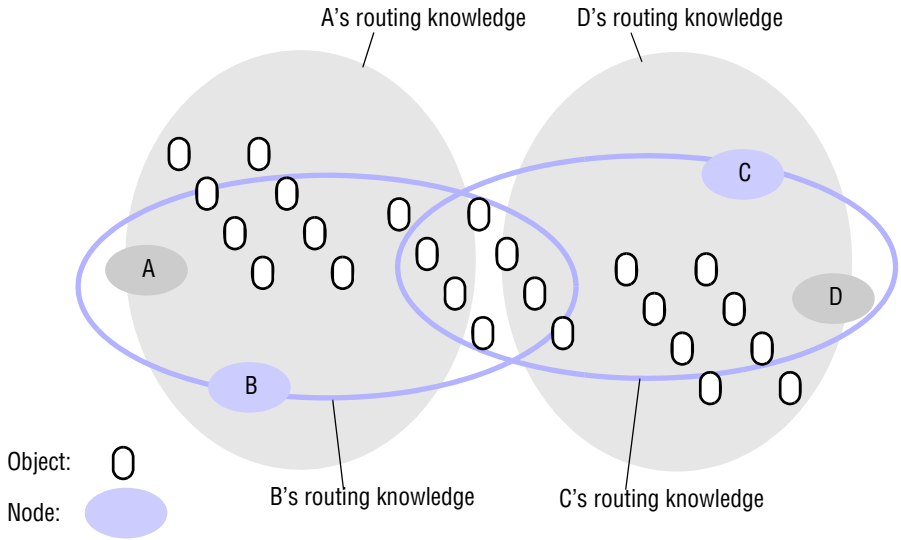 A's routing knowledge
D's routing knowledge
C
A
D
B
Object:
B's routing knowledge
C's routing knowledge
Node: